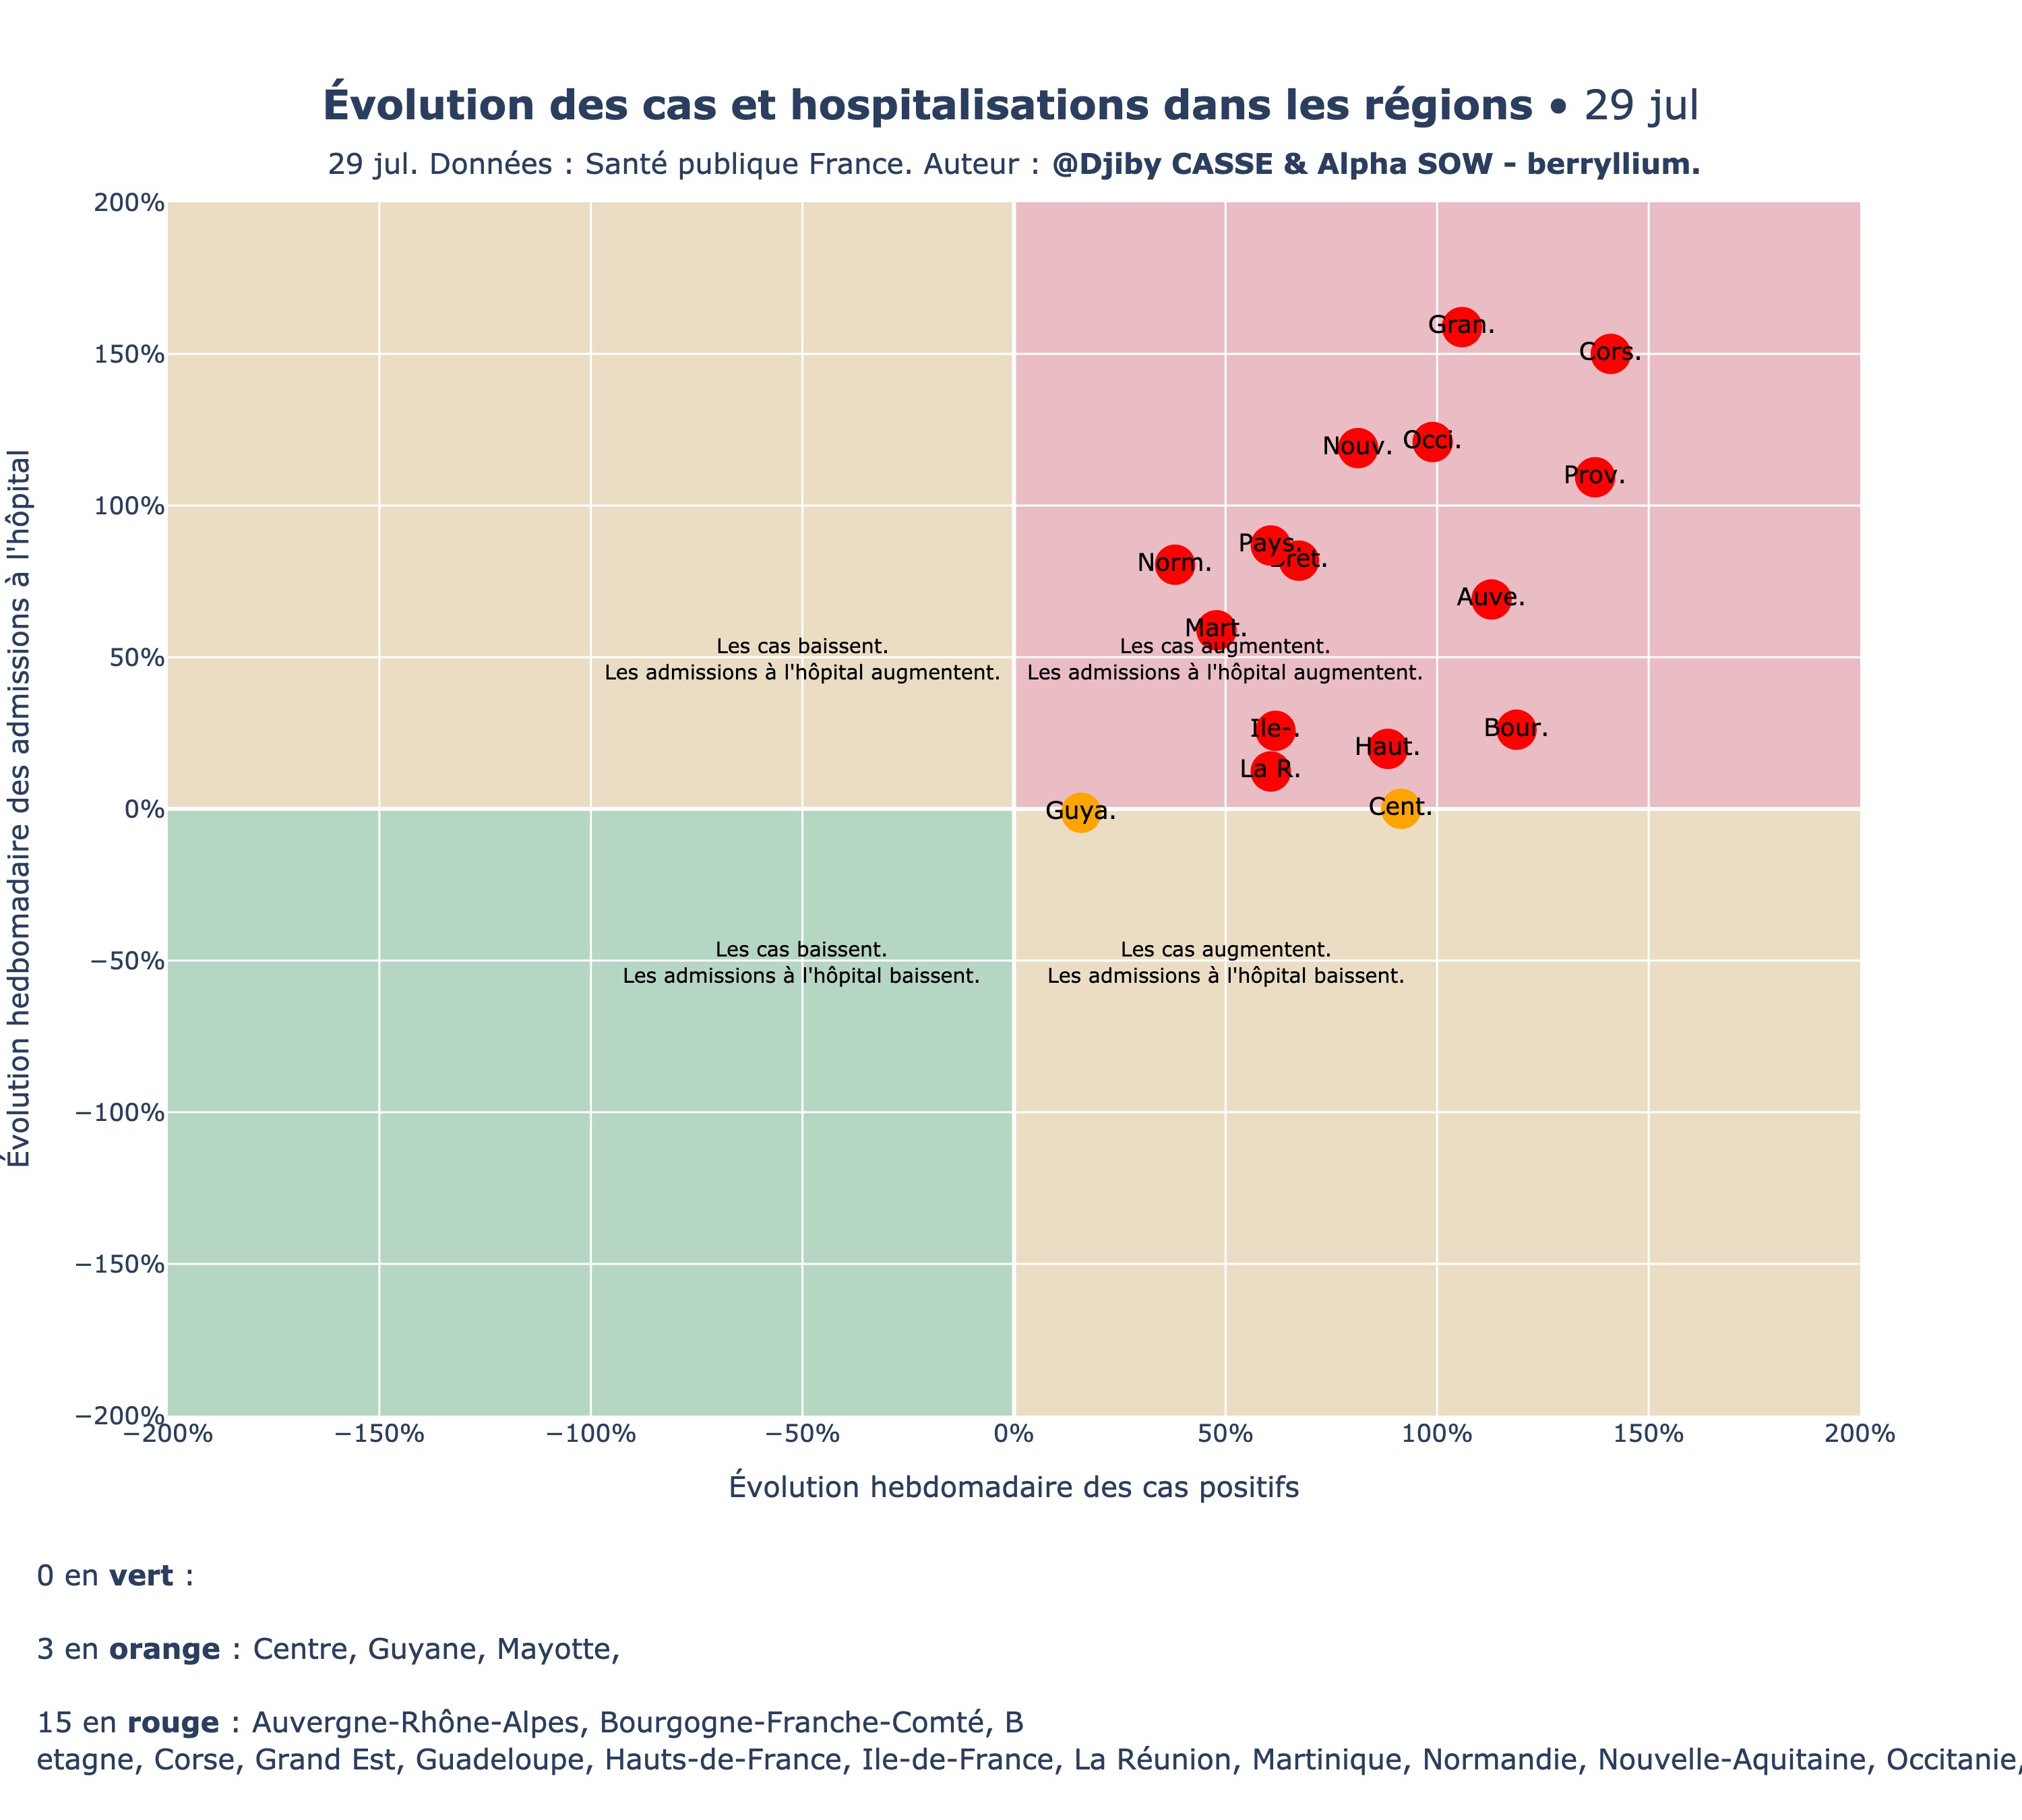 Évolution des cas et hospitalisations dans les régions • 29 jul
29 jul. Données : Santé publique France. Auteur : @Djiby CASSE & Alpha SOW - berryllium.
Évolution hedbomadaire des admissions à l'hôpital
200%
150%
100%
50%
0%
−50%
−100%
−150%
−200%
Gran.
Cors.
Nouv.
Occi.
Prov.
Pays.
Norm.
Auve.
Mart.
Les cas baissent.
Les admissions à l'hôpital augmentent.
Les cas augmentent.
Les admissions à l'hôpital augmentent.
Ile-.
Bour.
Haut.
La R.
Guya.
Cent.
Les cas baissent.
Les admissions à l'hôpital baissent.
Les cas augmentent.
Les admissions à l'hôpital baissent.
−200% −150% −100% −50% 0% 50% 100% 150% 200%
Évolution hebdomadaire des cas positifs
0 en vert :
3 en orange : Centre, Guyane, Mayotte,
15 en rouge : Auvergne-Rhône-Alpes, Bourgogne-Franche-Comté, B
etagne, Corse, Grand Est, Guadeloupe, Hauts-de-France, Ile-de-France, La Réunion, Martinique, Normandie, Nouvelle-Aquitaine, Occitanie,